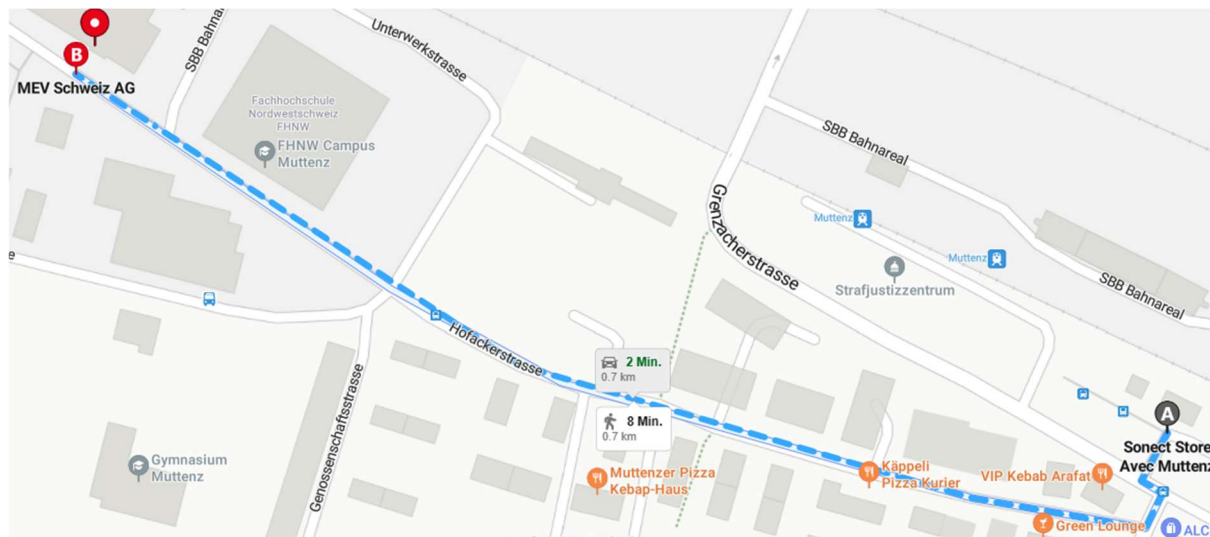 B
MEV Schweiz AG
SBB Bahnar
Unterwerkstrasse
Fachhochschule
Nordwestschweiz
FHNW
FHNW Campus
Muttenz
SBB Bahnareal
Grenzacherstrasse
Muttenz
Muttenz
Strafjustizzentrum
SBB Bahnareal
e
Hofackerstrasse
2 Min.
0.7 km
8 Min.
0.7 km
A
Sonect Store
Avec Muttenz
Genossenschaftsstrasse
Gymnasium
Muttenz
Muttenzer Pizza
Kebap-Haus
Käppeli
Pizza Kurier
VIP Kebab Arafat
Green Lounge
ALC